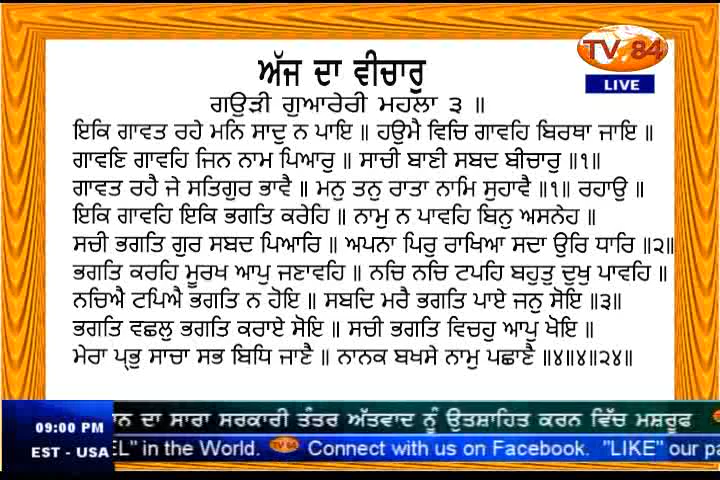 ਅੱਜ ਦਾ ਵੀਚਾਰੁ
TV 84
LIVE
ਗਉੜੀ ਗੁਆਰੇਰੀ ਮਹਲਾ ੩ ॥
ਇਕਿ ਗਾਵਤ ਰਹੇ ਮਨਿ ਸਾਦੁ ਨ ਪਾਇ ॥ ਹਉਮੈ ਵਿਚਿ ਗਾਵਹਿ ਬਿਰਥਾ ਜਾਇ ॥
ਗਾਵਣਿ ਗਾਵਹਿ ਜਿਨ ਨਾਮ ਪਿਆਰੁ ॥ ਸਾਚੀ ਬਾਣੀ ਸਬਦ ਬੀਚਾਰੁ ॥੧॥
ਗਾਵਤ ਰਹੈ ਜੇ ਸਤਿਗੁਰ ਭਾਵੈ ॥ ਮਨੁ ਤਨੁ ਰਾਤਾ ਨਾਮਿ ਸੁਹਾਵੈ ॥੧॥ ਰਹਾਉ ॥
ਇਕਿ ਗਾਵਹਿ ਇਕਿ ਭਗਤਿ ਕਰੇਹਿ ॥ ਨਾਮੁ ਨ ਪਾਵਹਿ ਬਿਨੁ ਅਸਨੇਹ ॥
ਸਚੀ ਭਗਤਿ ਗੁਰ ਸਬਦ ਪਿਆਰਿ ॥ ਅਪਨਾ ਪਿਰੁ ਰਾਖਿਆ ਸਦਾ ਉਰਿ ਧਾਰਿ ॥੨॥
ਭਗਤਿ ਕਰਹਿ ਮੂਰਖ ਆਪੁ ਜਣਾਵਹਿ ॥ ਨਚਿ ਨਚਿ ਟਪਹਿ ਬਹੁਤੁ ਦੁਖੁ ਪਾਵਹਿ ॥
ਨਚਿਐ ਟਪਿਐ ਭਗਤਿ ਨ ਹੋਇ ॥ ਸਬਦਿ ਮਰੈ ਭਗਤਿ ਪਾਏ ਜਨੁ ਸੋਇ ॥੩॥
ਭਗਤਿ ਵਛਲੁ ਭਗਤਿ ਕਰਾਏ ਸੋਇ ॥ ਸਚੀ ਭਗਤਿ ਵਿਚਹੁ ਆਪੁ ਖੋਇ ॥
ਮੇਰਾ ਪ੍ਰਭੁ ਸਾਚਾ ਸਭ ਬਿਧਿ ਜਾਣੈ ॥ ਨਾਨਕ ਬਖਸੇ ਨਾਮੁ ਪਛਾਣੈ ॥੪॥੪॥੨੪॥
09:00 PM
EST - USA
ਾਨ ਦਾ ਸਾਰਾ ਸਰਕਾਰੀ ਤੰਤਰ ਅੱਤਵਾਦ ਨੂੰ ਉਤਸ਼ਾਹਿਤ ਕਰਨ ਵਿੱਚ ਮਸ਼ਰੂਫ
EL" in the World. TV 84 Connect with us on Facebook. "LIKE" our pa